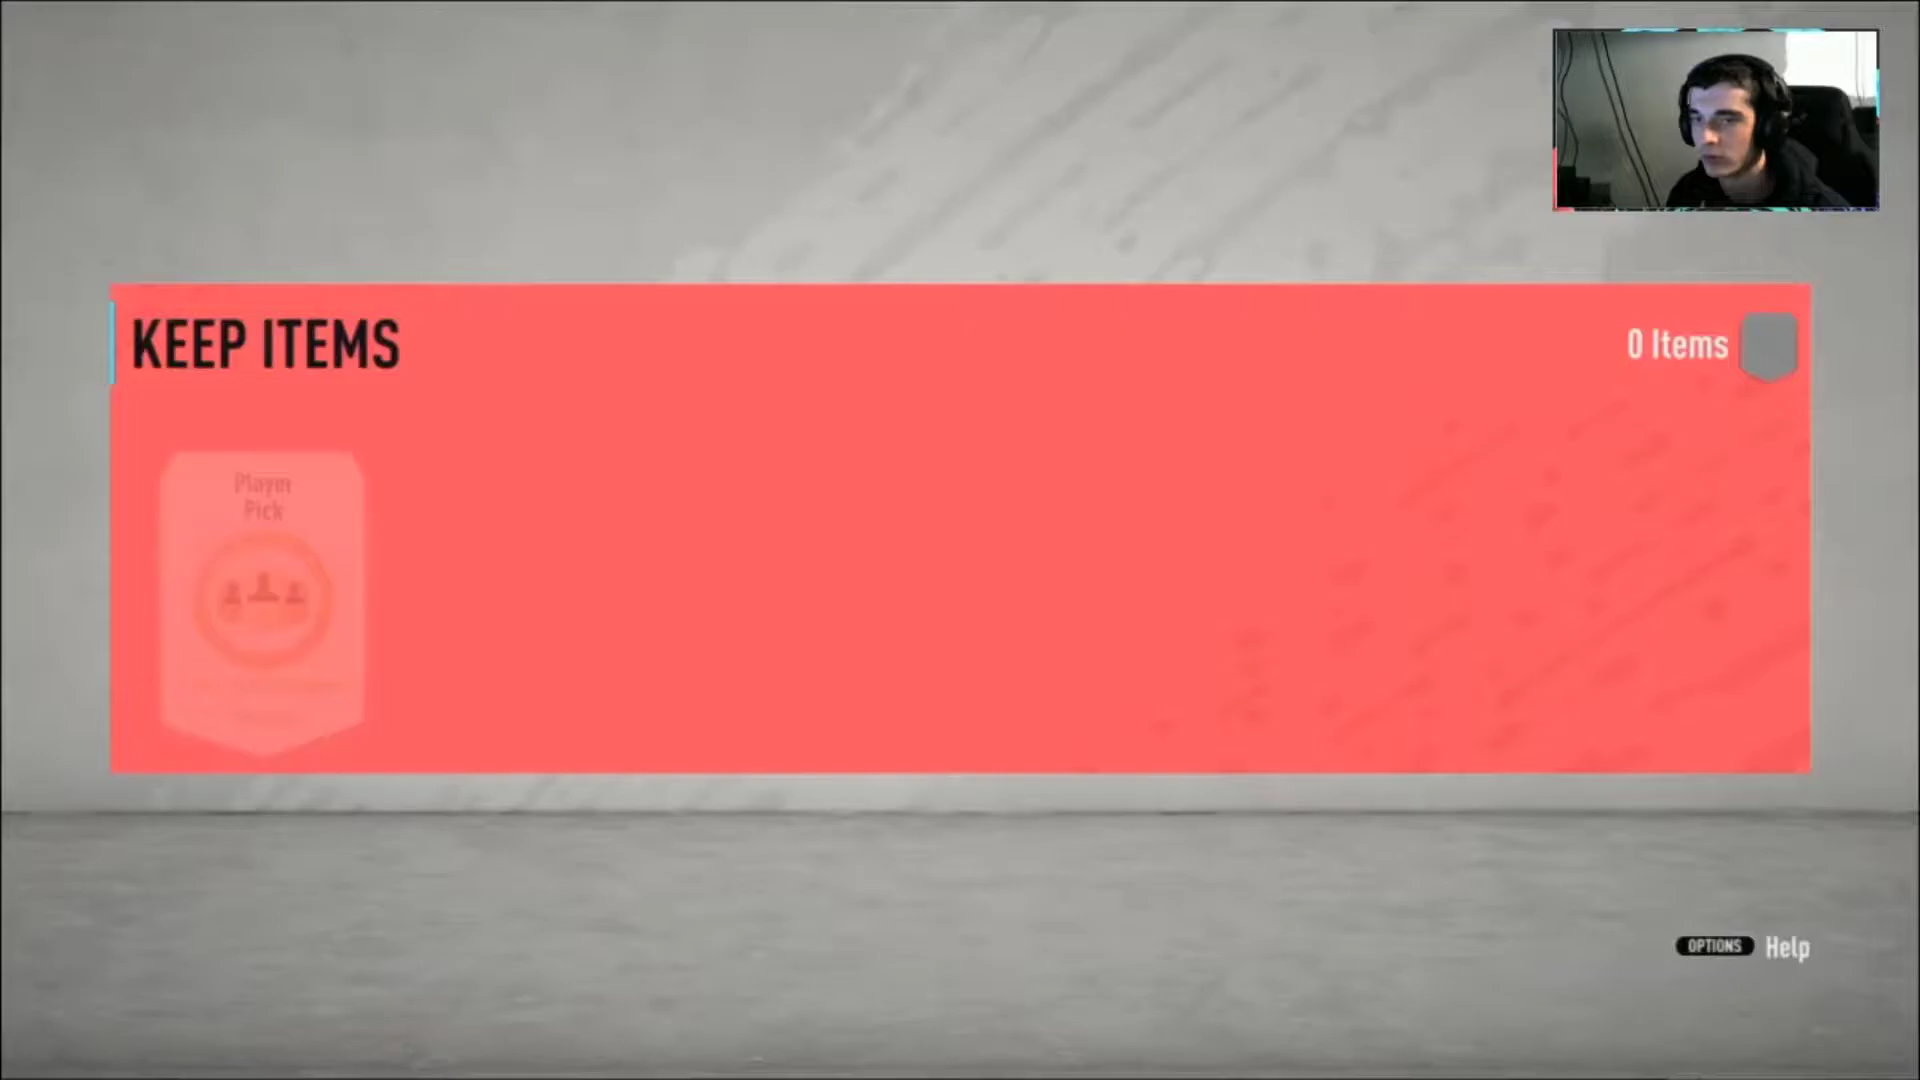 KEEP ITEMS
0 Items
Player
Pick
OPTIONS Help